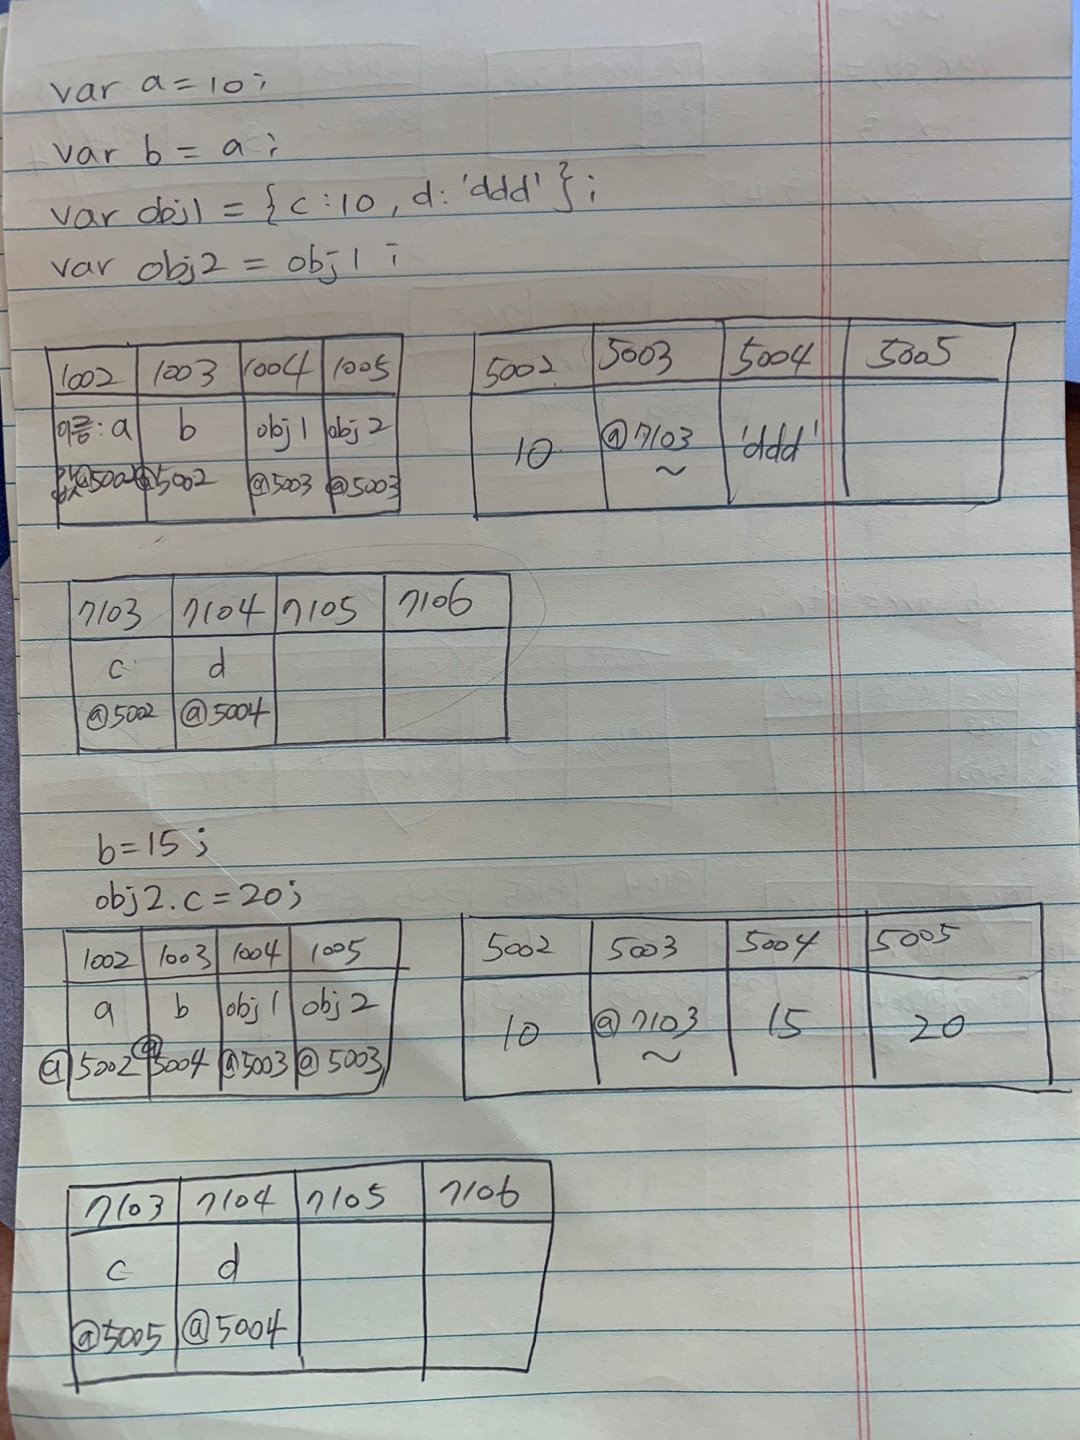 var a = 10;
var b = a;
var obj1 = { c : 10 , d : 'ddd' };
var obj2 = obj1 ;
1002 1003 1004 1005
이름: a b obj1 obj2
@5002 @5002 @5003 @5003
5002 5003 5004 5005
10 @7103~ 'ddd'
7103 7104 7105 7106
c d
@5002 @5004
b = 15 ;
obj2.c = 20;
1002 1003 1004 1005
a b obj1 obj2
@5002 @5004 @5003 @5003
5002 5003 5004 5005
10 @7103~ 15 20
7103 7104 7105 7106
c d
@5005 @5004